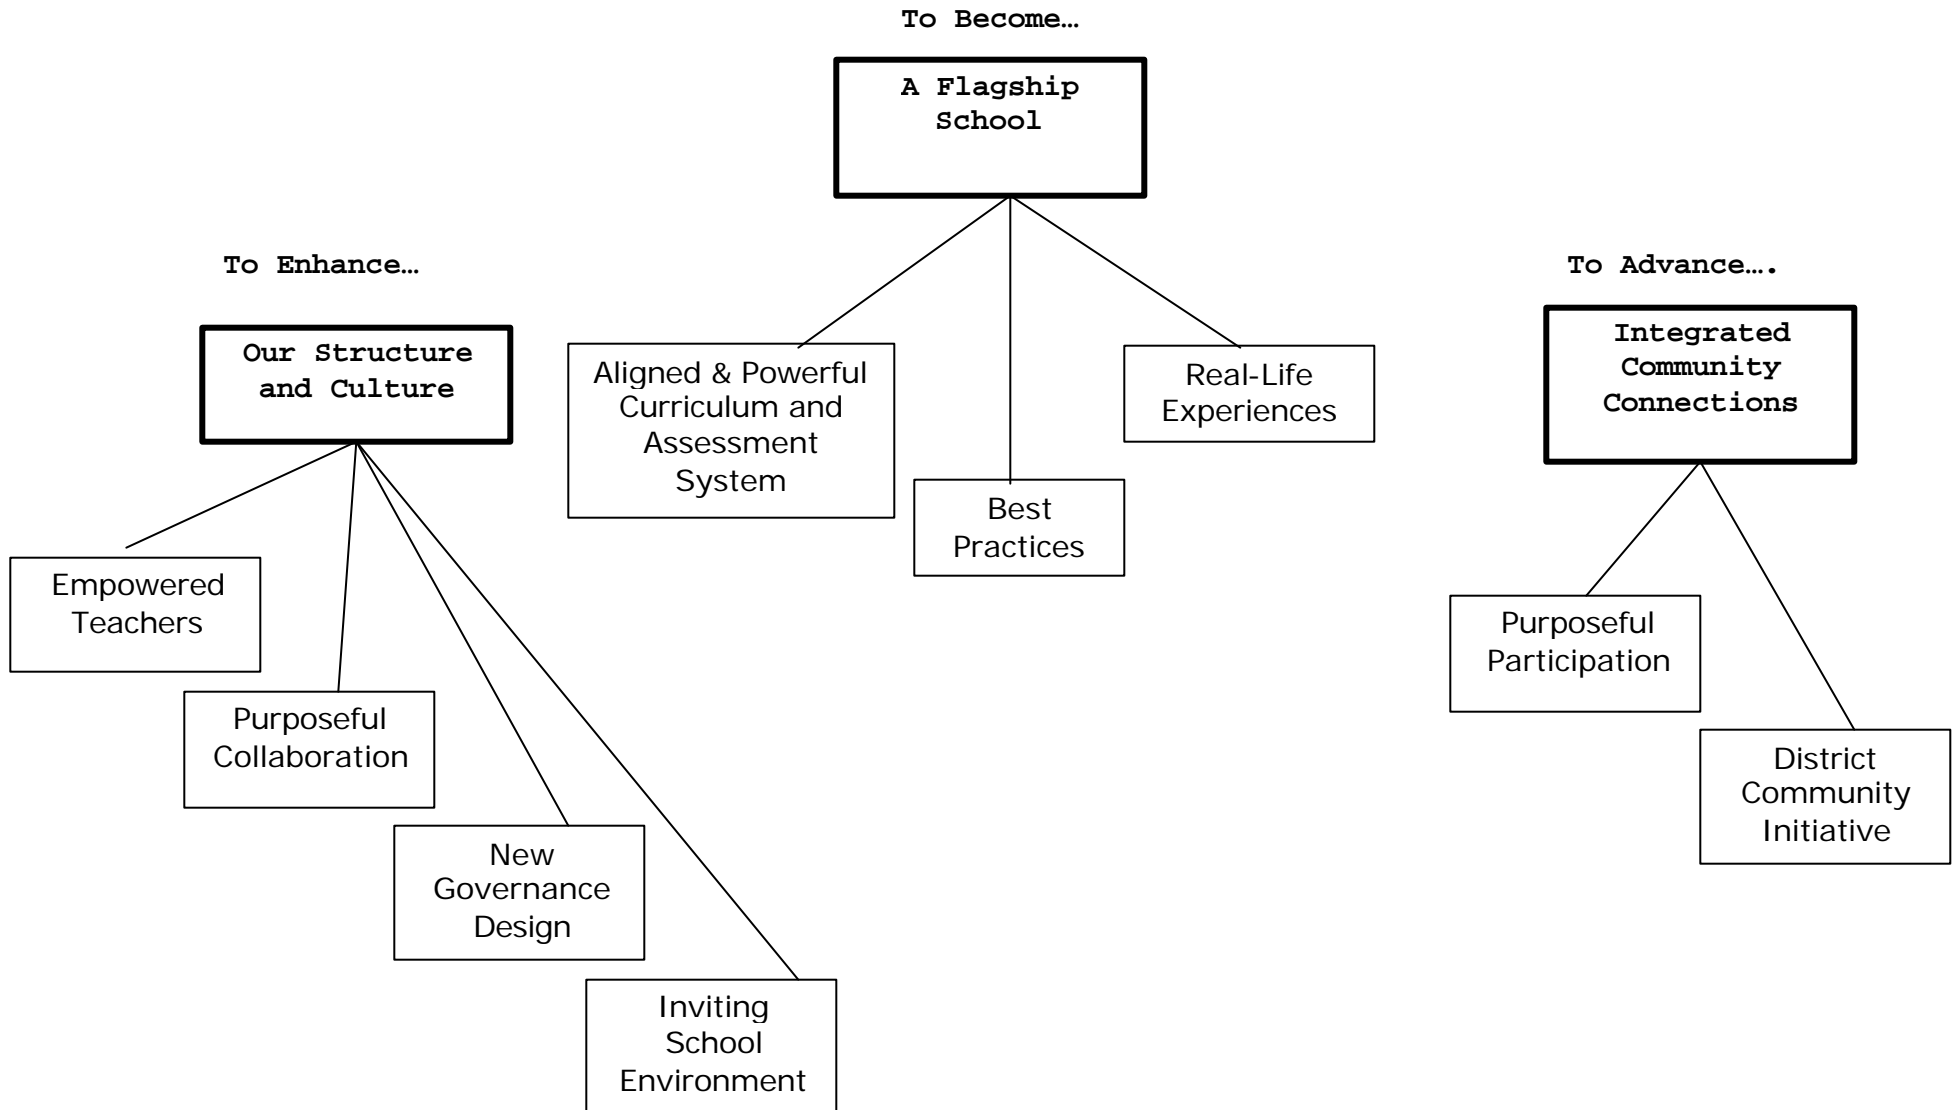 To Become…
A Flagship
School
To Enhance…
Our Structure
and Culture
Empowered
Teachers
Purposeful
Collaboration
New
Governance
Design
Inviting
School
Environment
Aligned & Powerful
Curriculum and
Assessment
System
Best
Practices
Real-Life
Experiences
To Advance….
Integrated
Community
Connections
Purposeful
Participation
District
Community
Initiative